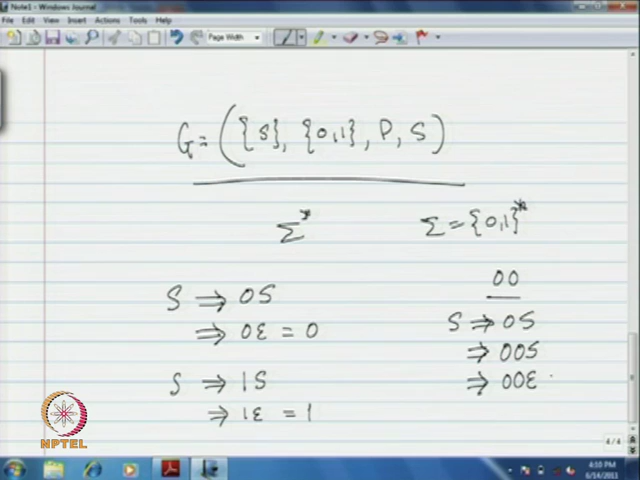 Note1 - Windows Journal
File Edit View Insert Actions Tools Help
Page Width
G = ({S}, {0,1}, P, S)
Σ* Σ = {0,1}*
00
S ⇒ 0S
⇒ 0ε = 0
S ⇒ 1S
⇒ 1ε = 1
S ⇒ 0S
⇒ 00S
⇒ 00ε
NPTEL
4/4
4:10 PM
6/14/2011